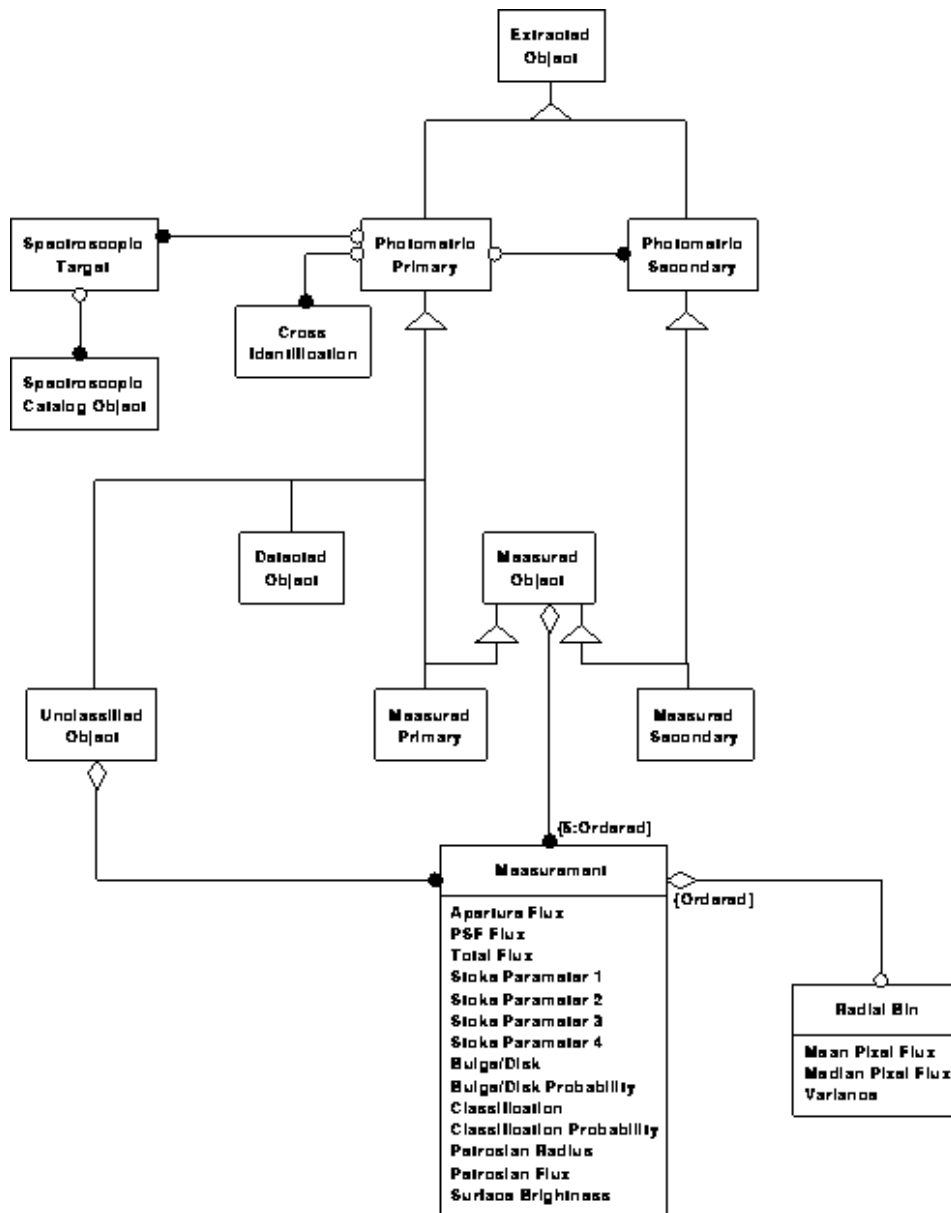 Extracted
Object
Spectroscopic
Target
Photometric
Primary
Photometric
Secondary
Cross
Identification
Spectroscopic
Catalog Object
Detected
Object
Measured
Object
Unclassified
Object
Measured
Primary
Measured
Secondary
{5:Ordered}
Measurement
{Ordered}
Aperture Flux
PSF Flux
Total Flux
Stoke Parameter 1
Stoke Parameter 2
Stoke Parameter 3
Stoke Parameter 4
Bulge/Disk
Bulge/Disk Probability
Classification
Classification Probability
Petrosian Radius
Petrosian Flux
Surface Brightness
Radial Bin
Mean Pixel Flux
Median Pixel Flux
Variance